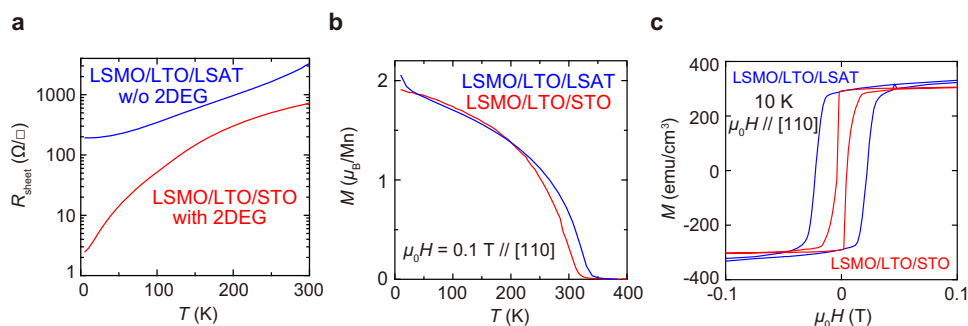 a
R_sheet (Ω/□)
1000
100
10
1
LSMO/LTO/LSAT
w/o 2DEG
LSMO/LTO/STO
with 2DEG
0 100 200 300
T (K)
b
M (μ_B/Mn)
2
1
0
LSMO/LTO/LSAT
LSMO/LTO/STO
μ₀H = 0.1 T // [110]
0 100 200 300 400
T (K)
c
M (emu/cm³)
400
200
0
-200
-400
LSMO/LTO/LSAT
10 K
μ₀H // [110]
LSMO/LTO/STO
-0.1 0 0.1
μ₀H (T)